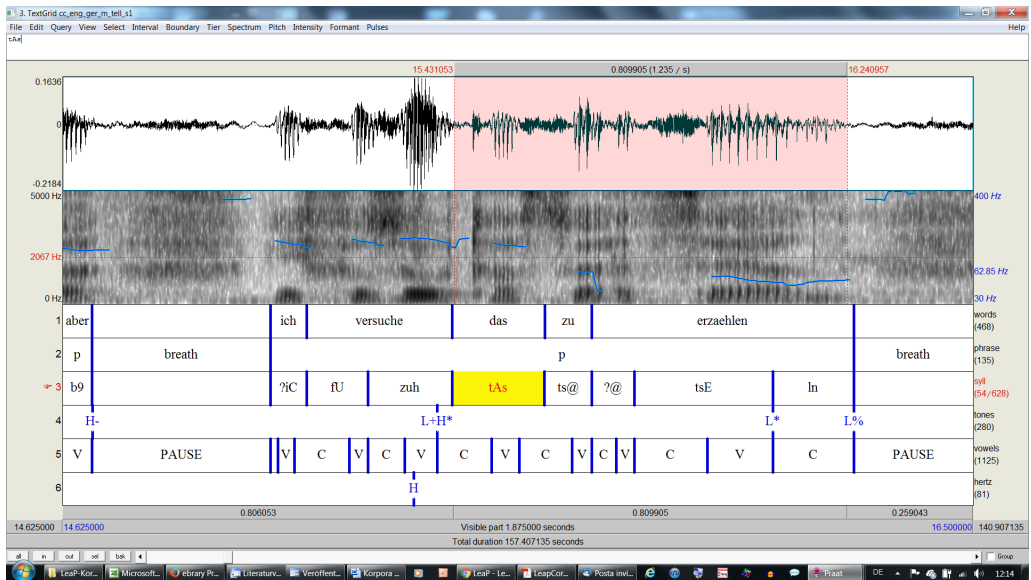 3. TextGrid cc_eng_ger_m_tell_s1
File Edit Query View Select Interval Boundary Tier Spectrum Pitch Intensity Formant Pulses Help
tAs
15.431053 0.809905 (1.235 / s) 16.240957
0.1636
0
-0.2184
5000 Hz 400 Hz
2067 Hz 62.85 Hz
0 Hz 30 Hz
1 aber ich versuche das zu erzaehlen words (468)
2 p breath p breath phrase (135)
3 b9 ?iC fU zuh tAs ts@ ?@ tsE ln syll (54/628)
4 H- L+H* L* L% tones (280)
5 V PAUSE V C V C V C V C V C V C V C PAUSE vowels (1125)
6 H hertz (81)
0.806053 0.809905 0.259043
14.625000 14.625000 Visible part 1.875000 seconds 16.500000 140.907135
Total duration 157.407135 seconds
all in out sel bak Group
LeaP-Kor... Microsoft... ebrary Pr... Literaturv... Veröffentl... Korpora ... LeaP - Le... LeapCor... Posta invi... Praat DE 12:14